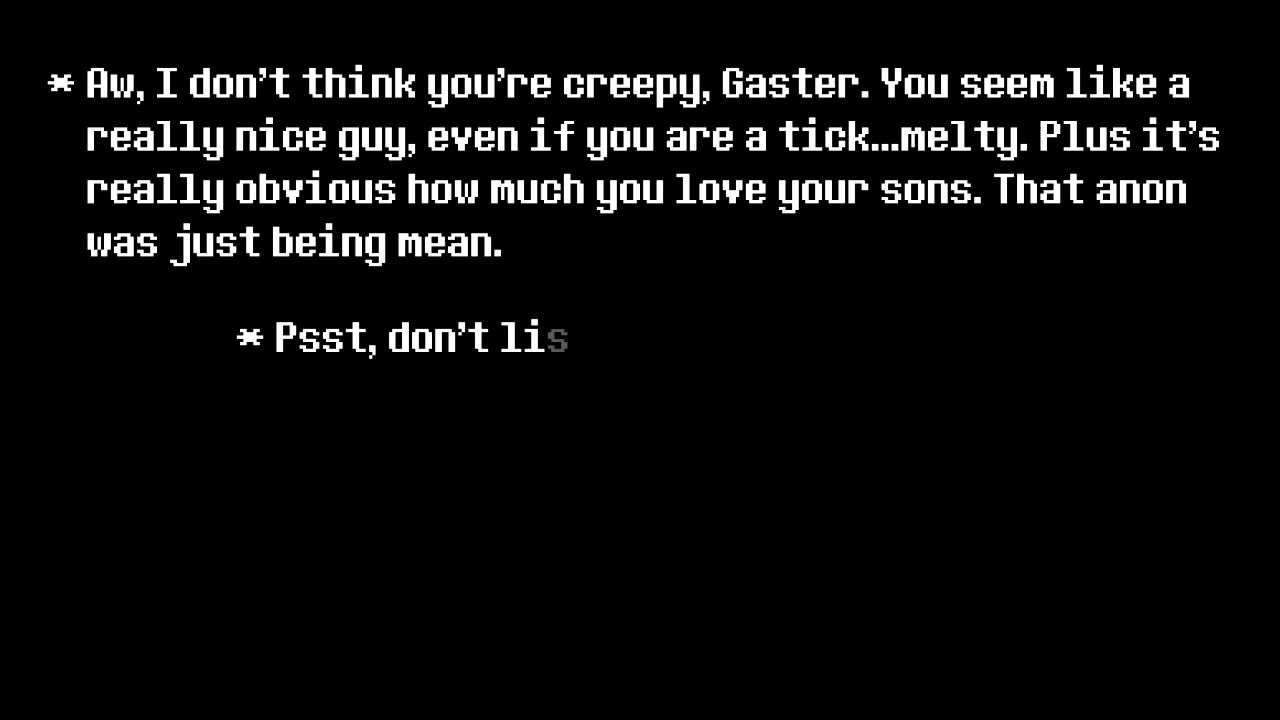 * Aw, I don't think you're creepy, Gaster. You seem like a
really nice guy, even if you are a tick...melty. Plus it's
really obvious how much you love your sons. That anon
was just being mean.
* Psst, don't lis